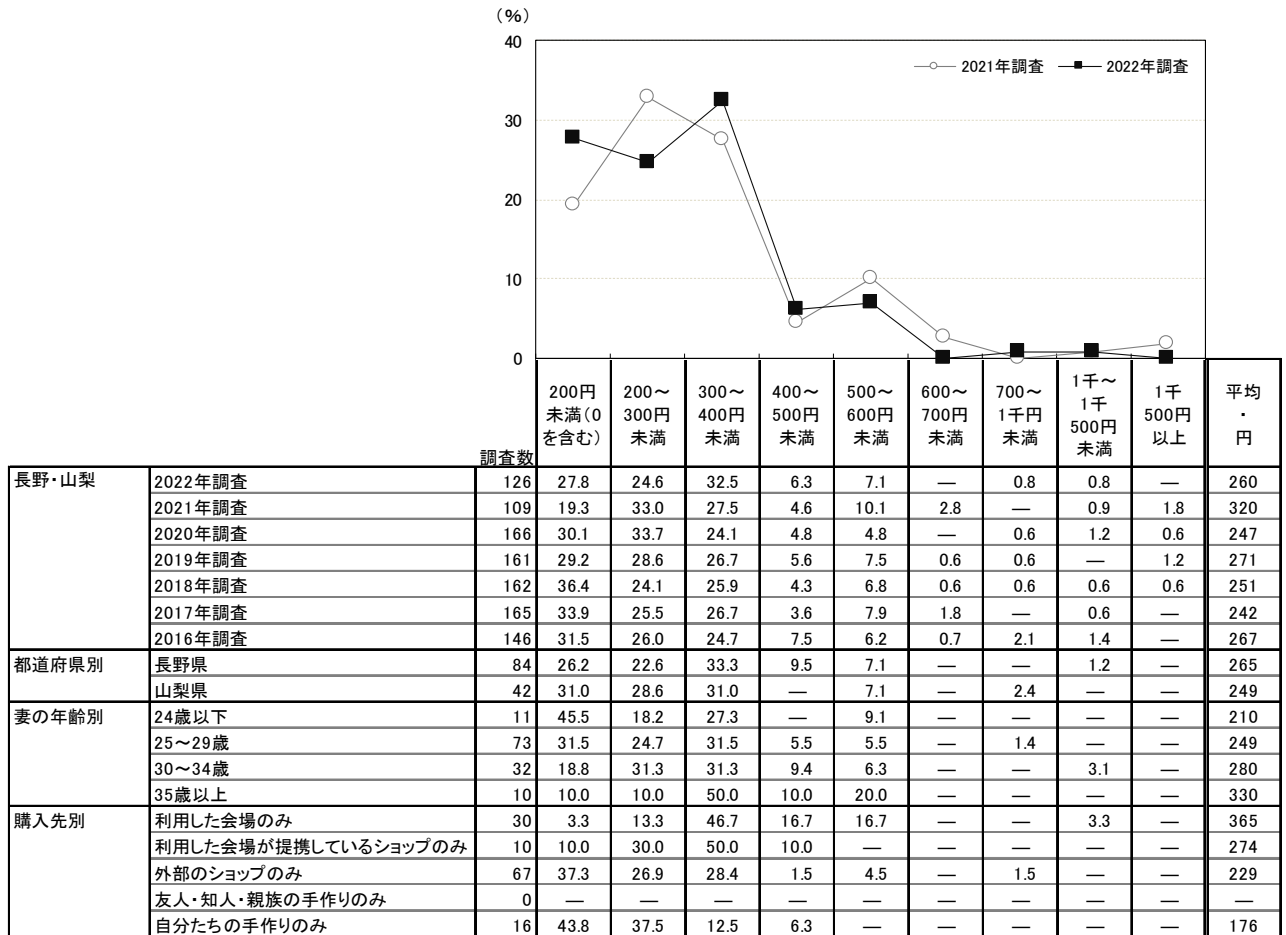 （%）
40
30
20
10
0
2021年調査 2022年調査
調査数 200円未満(0を含む) 200～300円未満 300～400円未満 400～500円未満 500～600円未満 600～700円未満 700～1千円未満 1千～1千500円未満 1千500円以上 平均・円
長野・山梨 2022年調査 126 27.8 24.6 32.5 6.3 7.1 ― 0.8 0.8 ― 260
2021年調査 109 19.3 33.0 27.5 4.6 10.1 2.8 ― 0.9 1.8 320
2020年調査 166 30.1 33.7 24.1 4.8 4.8 ― 0.6 1.2 0.6 247
2019年調査 161 29.2 28.6 26.7 5.6 7.5 0.6 0.6 ― 1.2 271
2018年調査 162 36.4 24.1 25.9 4.3 6.8 0.6 0.6 0.6 0.6 251
2017年調査 165 33.9 25.5 26.7 3.6 7.9 1.8 ― 0.6 ― 242
2016年調査 146 31.5 26.0 24.7 7.5 6.2 0.7 2.1 1.4 ― 267
都道府県別 長野県 84 26.2 22.6 33.3 9.5 7.1 ― ― 1.2 ― 265
山梨県 42 31.0 28.6 31.0 ― 7.1 ― 2.4 ― ― 249
妻の年齢別 24歳以下 11 45.5 18.2 27.3 ― 9.1 ― ― ― ― 210
25～29歳 73 31.5 24.7 31.5 5.5 5.5 ― 1.4 ― ― 249
30～34歳 32 18.8 31.3 31.3 9.4 6.3 ― ― 3.1 ― 280
35歳以上 10 10.0 10.0 50.0 10.0 20.0 ― ― ― ― 330
購入先別 利用した会場のみ 30 3.3 13.3 46.7 16.7 16.7 ― ― 3.3 ― 365
利用した会場が提携しているショップのみ 10 10.0 30.0 50.0 10.0 ― ― ― ― ― 274
外部のショップのみ 67 37.3 26.9 28.4 1.5 4.5 ― 1.5 ― ― 229
友人・知人・親族の手作りのみ 0 ― ― ― ― ― ― ― ― ― ―
自分たちの手作りのみ 16 43.8 37.5 12.5 6.3 ― ― ― ― ― 176